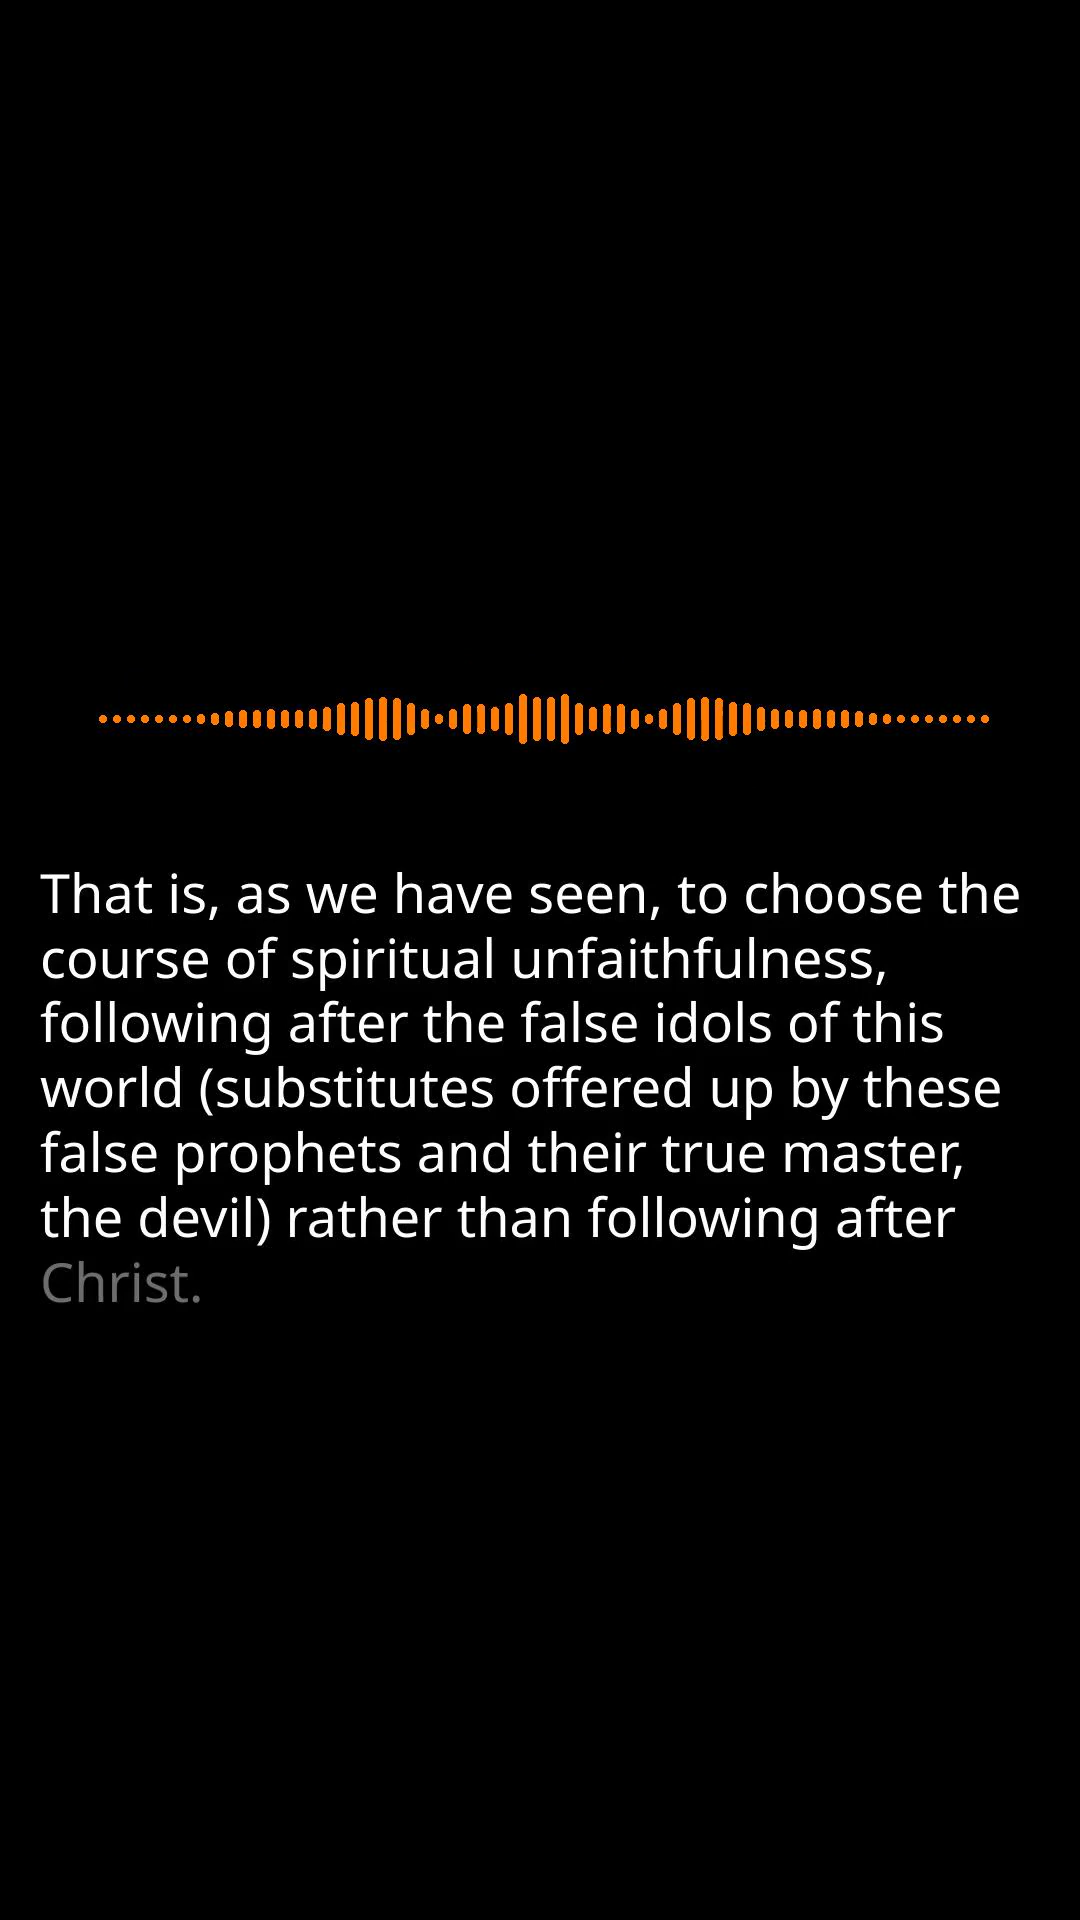 That is, as we have seen, to choose the
course of spiritual unfaithfulness,
following after the false idols of this
world (substitutes offered up by these
false prophets and their true master,
the devil) rather than following after
Christ.